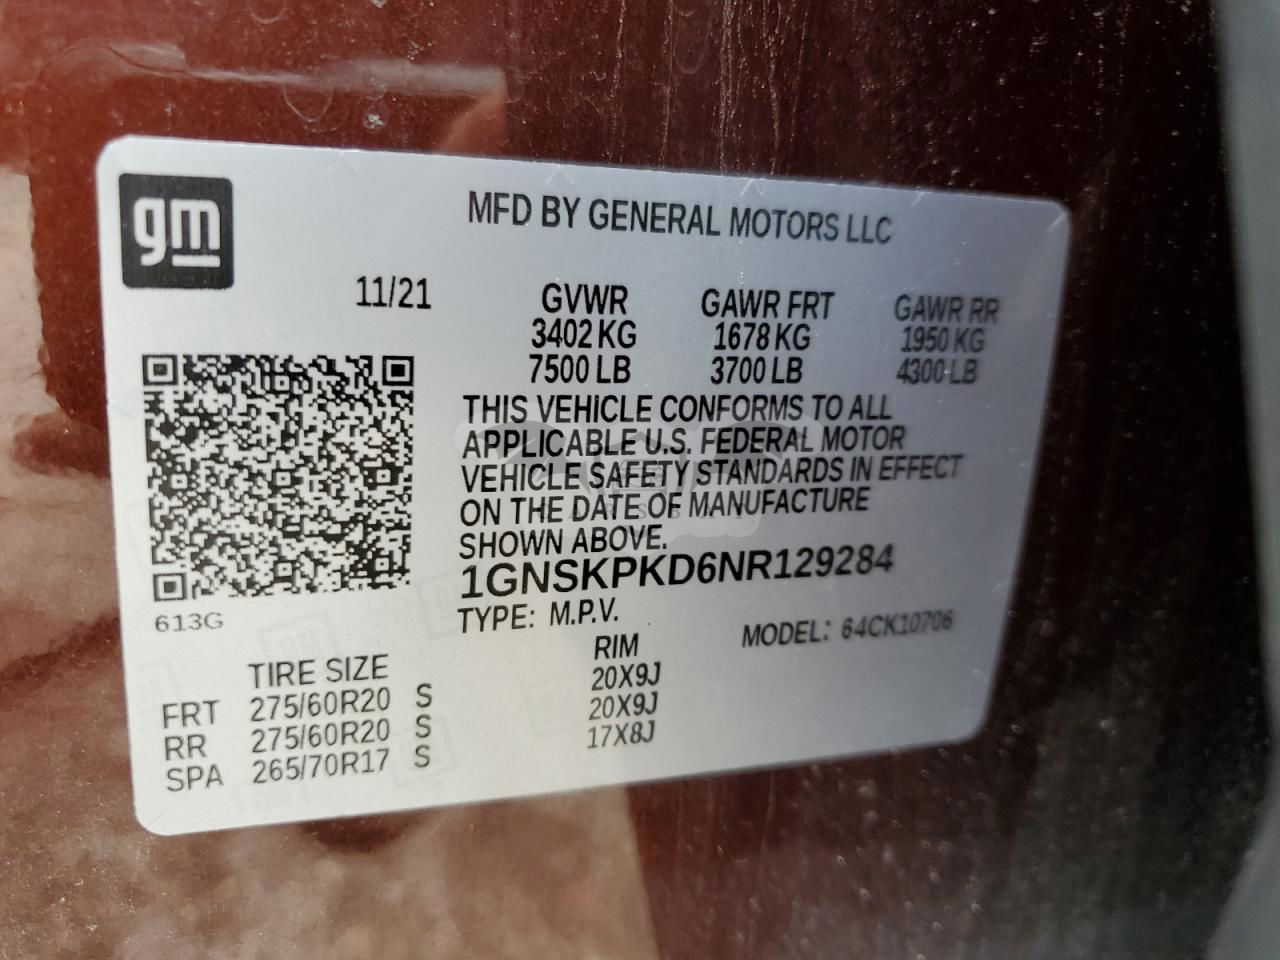 gm
MFD BY GENERAL MOTORS LLC
11/21 GVWR GAWR FRT GAWR RR
3402 KG 1678 KG 1950 KG
7500 LB 3700 LB 4300 LB
THIS VEHICLE CONFORMS TO ALL
APPLICABLE U.S. FEDERAL MOTOR
VEHICLE SAFETY STANDARDS IN EFFECT
ON THE DATE OF MANUFACTURE
SHOWN ABOVE.
1GNSKPKD6NR129284
613G
TYPE: M.P.V. MODEL: 64CK10706
TIRE SIZE RIM
FRT 275/60R20 S 20X9J
RR 275/60R20 S 20X9J
SPA 265/70R17 S 17X8J